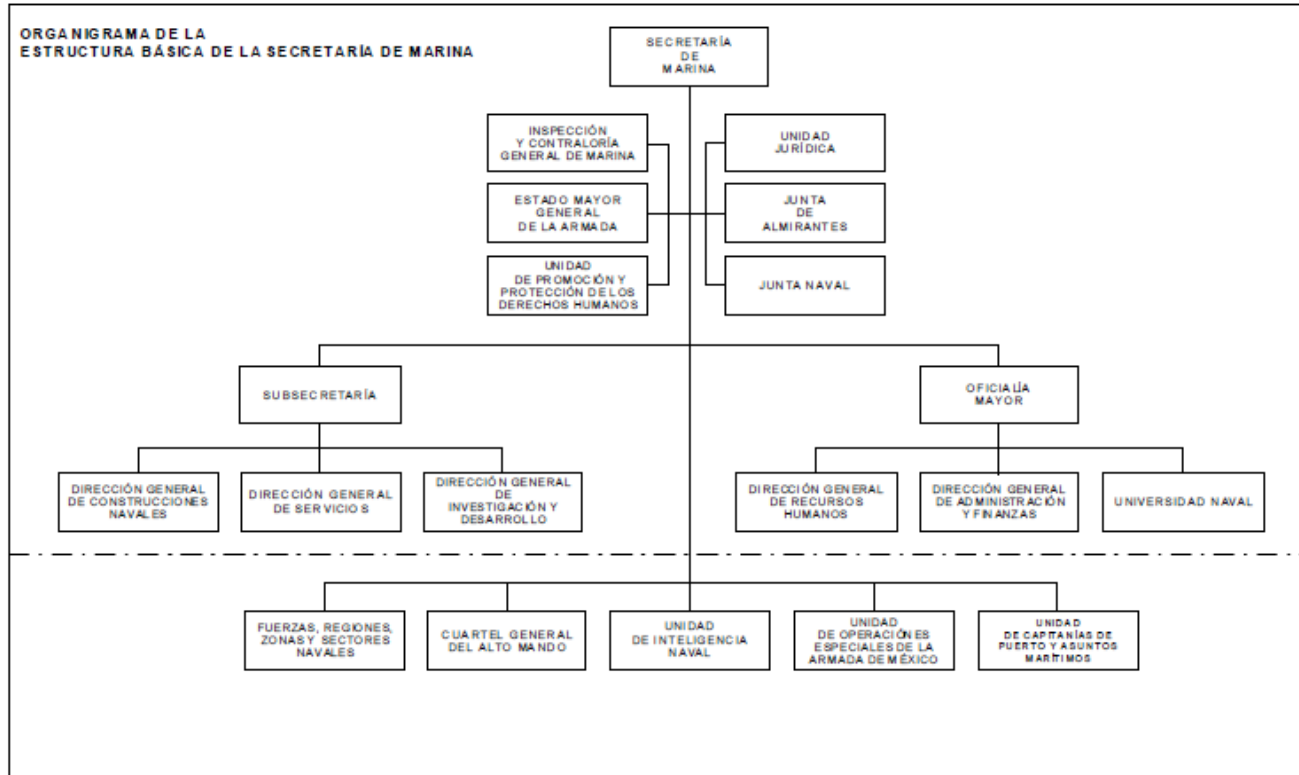 ORGANIGRAMA DE LA
ESTRUCTURA BÁSICA DE LA SECRETARÍA DE MARINA
SECRETARÍA
DE
MARINA
INSPECCIÓN
Y CONTRALORÍA
GENERAL DE MARINA
UNIDAD
JURÍDICA
ESTADO MAYOR
GENERAL
DE LA ARMADA
JUNTA
DE
ALMIRANTES
UNIDAD
DE PROMOCIÓN Y
PROTECCIÓN DE LOS
DERECHOS HUMANOS
JUNTA NAVAL
SUBSECRETARÍA
OFICIALÍA
MAYOR
DIRECCIÓN GENERAL
DE CONSTRUCCIONES
NAVALES
DIRECCIÓN GENERAL
DE SERVICIOS
DIRECCIÓN GENERAL
DE
INVESTIGACIÓN Y
DESARROLLO
DIRECCIÓN GENERAL
DE RECURSOS
HUMANOS
DIRECCIÓN GENERAL
DE ADMINISTRACIÓN
Y FINANZAS
UNIVERSIDAD NAVAL
FUERZAS, REGIONES,
ZONAS Y SECTORES
NAVALES
CUARTEL GENERAL
DEL ALTO MANDO
UNIDAD
DE INTELIGENCIA
NAVAL
UNIDAD
DE OPERACIÓNES
ESPECIALES DE LA
ARMADA DE MÉXICO
UNIDAD
DE CAPITANÍAS DE
PUERTO Y ASUNTOS
MARÍTIMOS